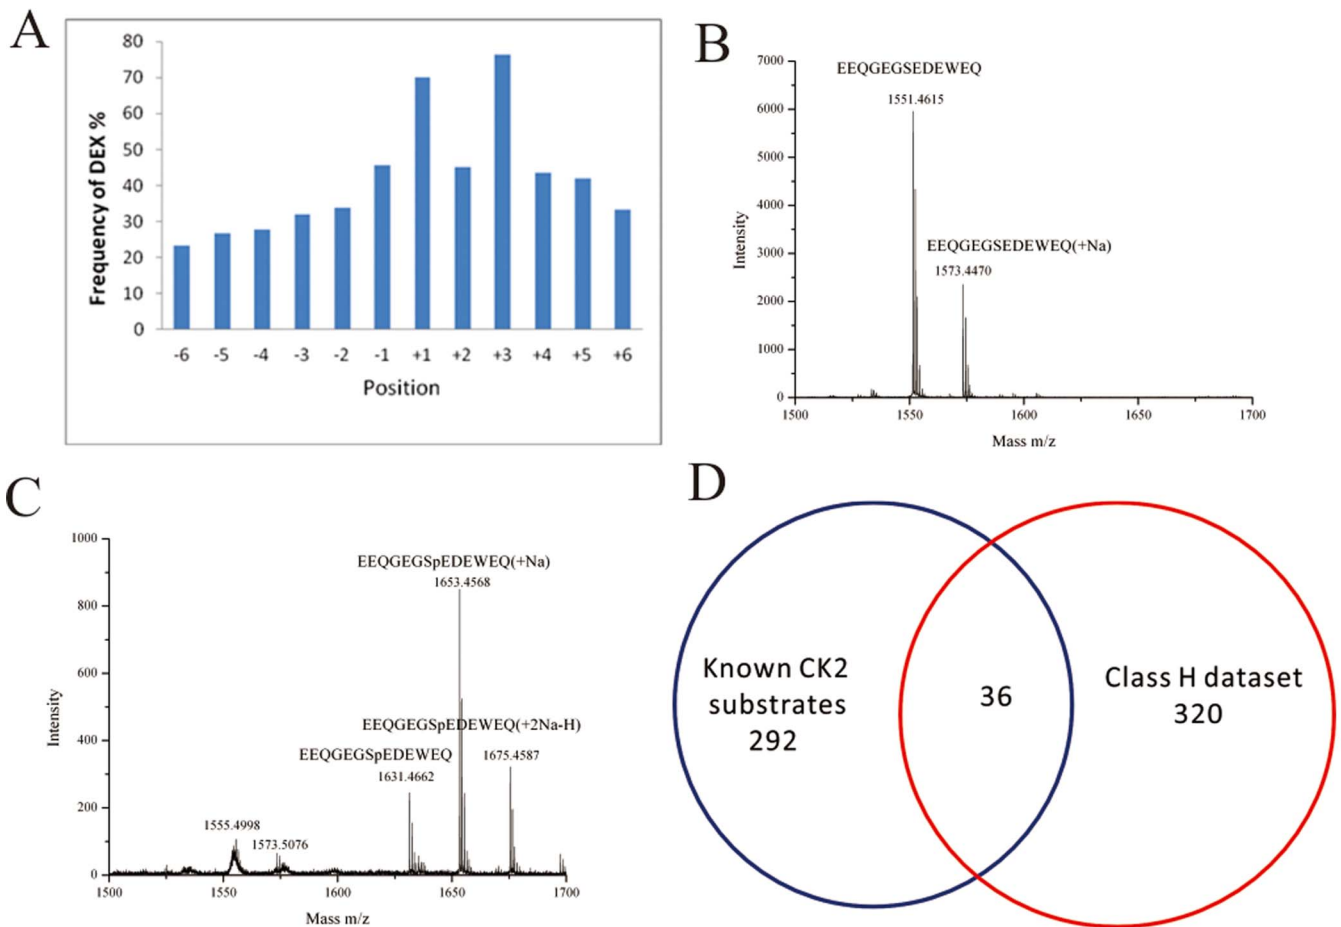 A
Frequency of DEX %
80
70
60
50
40
30
20
10
0
-6 -5 -4 -3 -2 -1 +1 +2 +3 +4 +5 +6
Position
B
Intensity
7000
6000
5000
4000
3000
2000
1000
0
EEQGEGSEDEWEQ
1551.4615
EEQGEGSEDEWEQ(+Na)
1573.4470
1500 1550 1600 1650 1700
Mass m/z
C
Intensity
1000
800
600
400
200
0
EEQGEGSpEDEWEQ(+Na)
1653.4568
EEQGEGSpEDEWEQ(+2Na-H)
1675.4587
EEQGEGSpEDEWEQ
1631.4662
1555.4998
1573.5076
1500 1550 1600 1650 1700
Mass m/z
D
Known CK2
substrates
292
36
Class H dataset
320